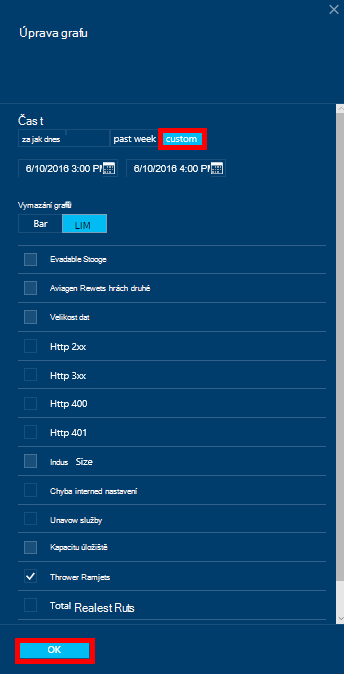 Úprava grafu
Čas t
za jak dnes past week custom
6/10/2016 3:00 PM 6/10/2016 4:00 PM
Vymazání grafů
Bar LIM
Evadable Stooge
Aviagen Rewets hrách druhé
Velikost dat
Http 2xx
Http 3xx
Http 400
Http 401
Indus Size
Chyba interned nastavení
Unavow služby
Kapacitu úložiště
Thrower Ramjets
Total Realest Ruts
OK